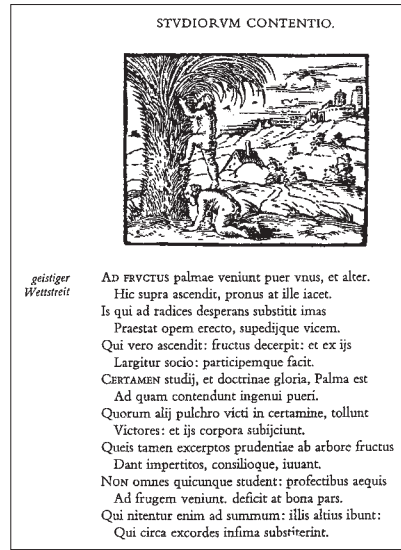 STVDIORVM CONTENTIO.
geistiger
Wettstreit
AD FRVCTUS palmae veniunt puer vnus, et alter.
Hic supra ascendit, pronus at ille iacet.
Is qui ad radices desperans substitit imas
Praestat opem erecto, supedijque vicem.
Qui vero ascendit: fructus decerpit: et ex ijs
Largitur socio: participemque facit.
CERTAMEN studij, et doctrinae gloria, Palma est
Ad quam contendunt ingenui pueri.
Quorum alij pulchro victi in certamine, tollunt
Victores: et ijs corpora subijciunt.
Queis tamen excerptos prudentiae ab arbore fructus
Dant impertitos, consilioque, iuuant.
NON omnes quicunque student: profectibus aequis
Ad frugem veniunt. deficit at bona pars.
Qui nitentur enim ad summum: illis altius ibunt:
Qui circa excordes infima substiterint.